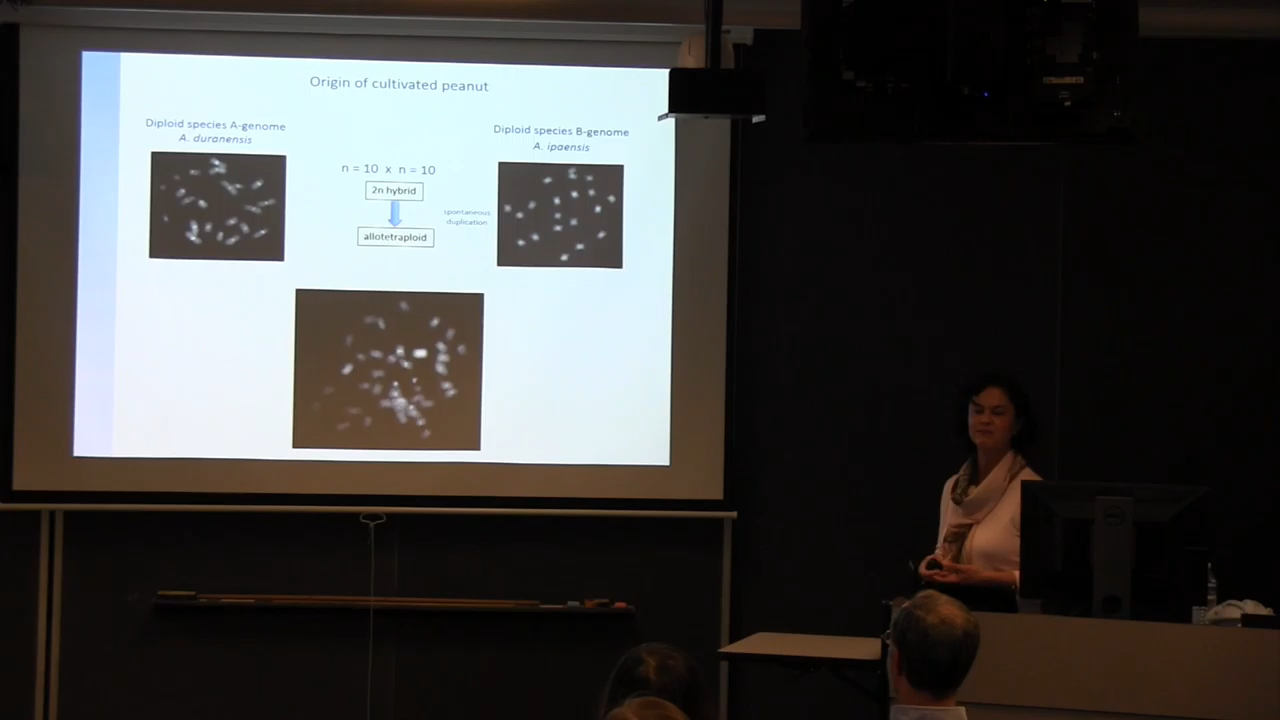 Origin of cultivated peanut
Diploid species A-genome
A. duranensis
Diploid species B-genome
A. ipaensis
n = 10 x n = 10
2n hybrid
spontaneous
duplication
allotetraploid